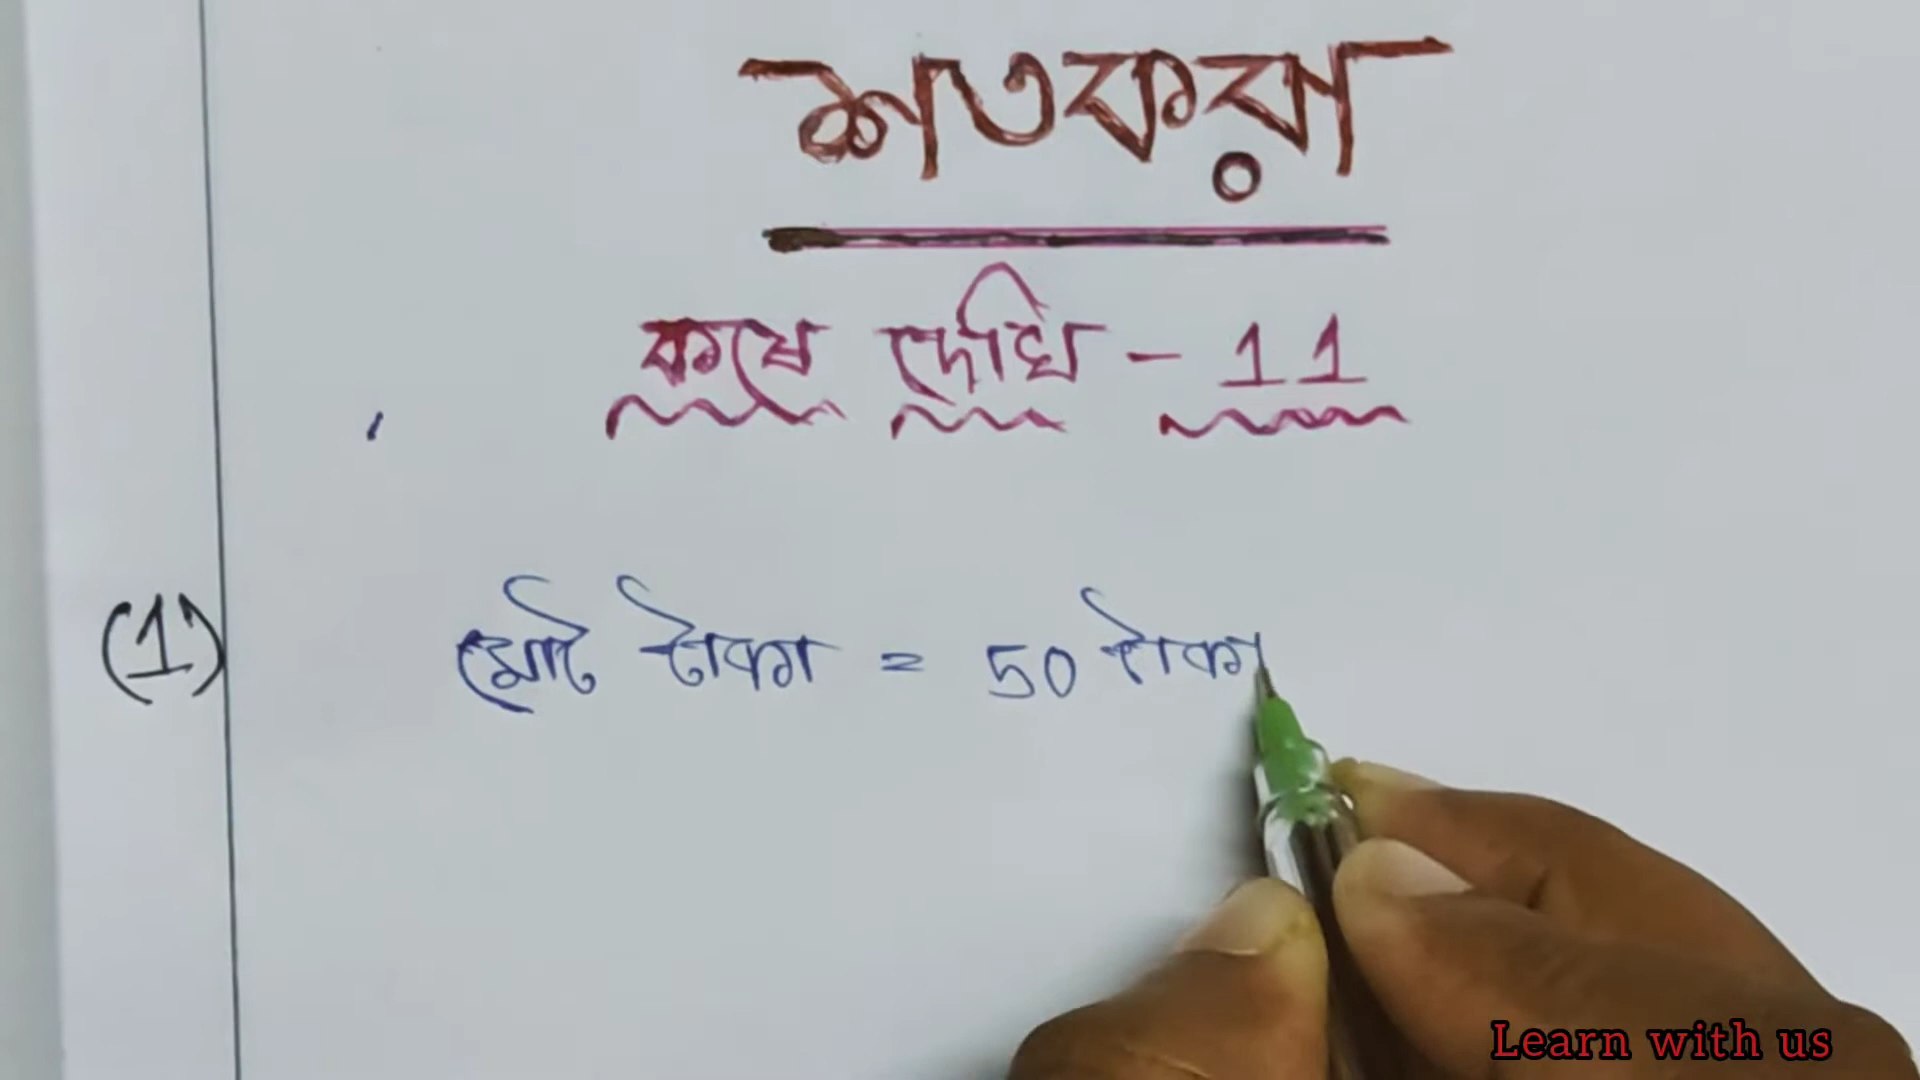 শতকরা
কষে দেখি - 11
(1) মোট টাকা = 50 টাকা
Learn with us